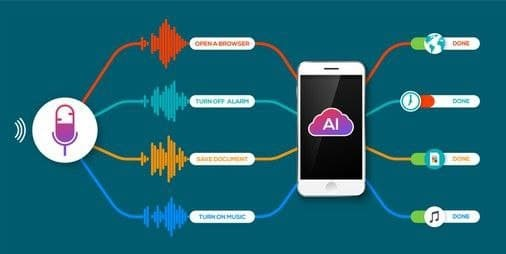 OPEN A BROWSER
DONE
TURN OFF ALARM
DONE
AI
SAVE DOCUMENT
DONE
TURN ON MUSIC
DONE